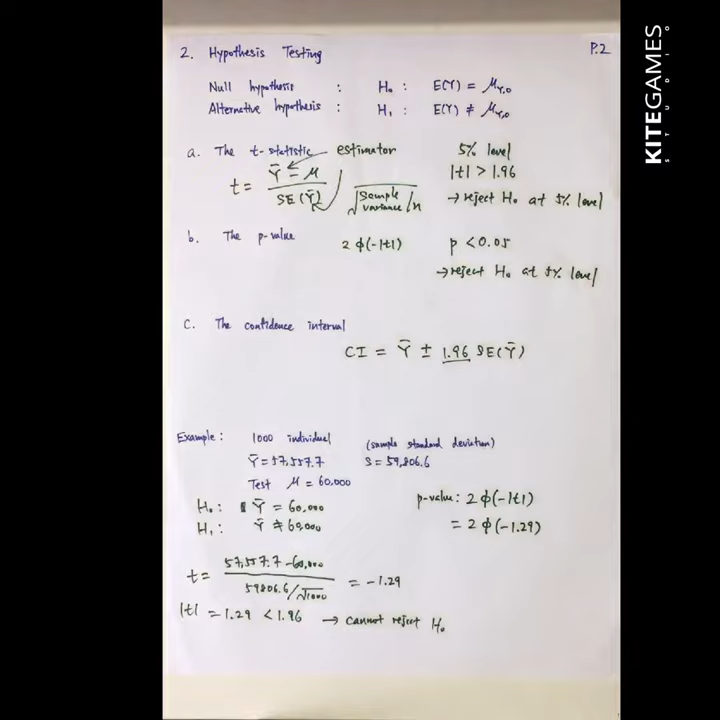 2. Hypothesis Testing P.2
Null hypothesis : H₀ : E(Y) = μY,0
Alternative hypothesis : H₁ : E(Y) ≠ μY,0
a. The t-statistic estimator 5% level
t = (Ȳ - μ) / SE(Ȳ) √(sample variance/n) |t| > 1.96
→ reject H₀ at 5% level
b. The p-value 2Φ(-|t|) p < 0.05
→ reject H₀ at 5% level
c. The confidence interval
CI = Ȳ ± 1.96 SE(Ȳ)
Example: 1000 individual (sample standard deviation)
Ȳ = 57,557.7 S = 59,806.6
Test μ = 60,000
H₀: Ȳ = 60,000 p-value: 2Φ(-|t|)
H₁: Ȳ ≠ 60,000 = 2Φ(-1.29)
t = (57,557.7 - 60,000) / (59806.6/√1000) = -1.29
|t| = 1.29 < 1.96 → cannot reject H₀
KITEGAMES
STUDIO